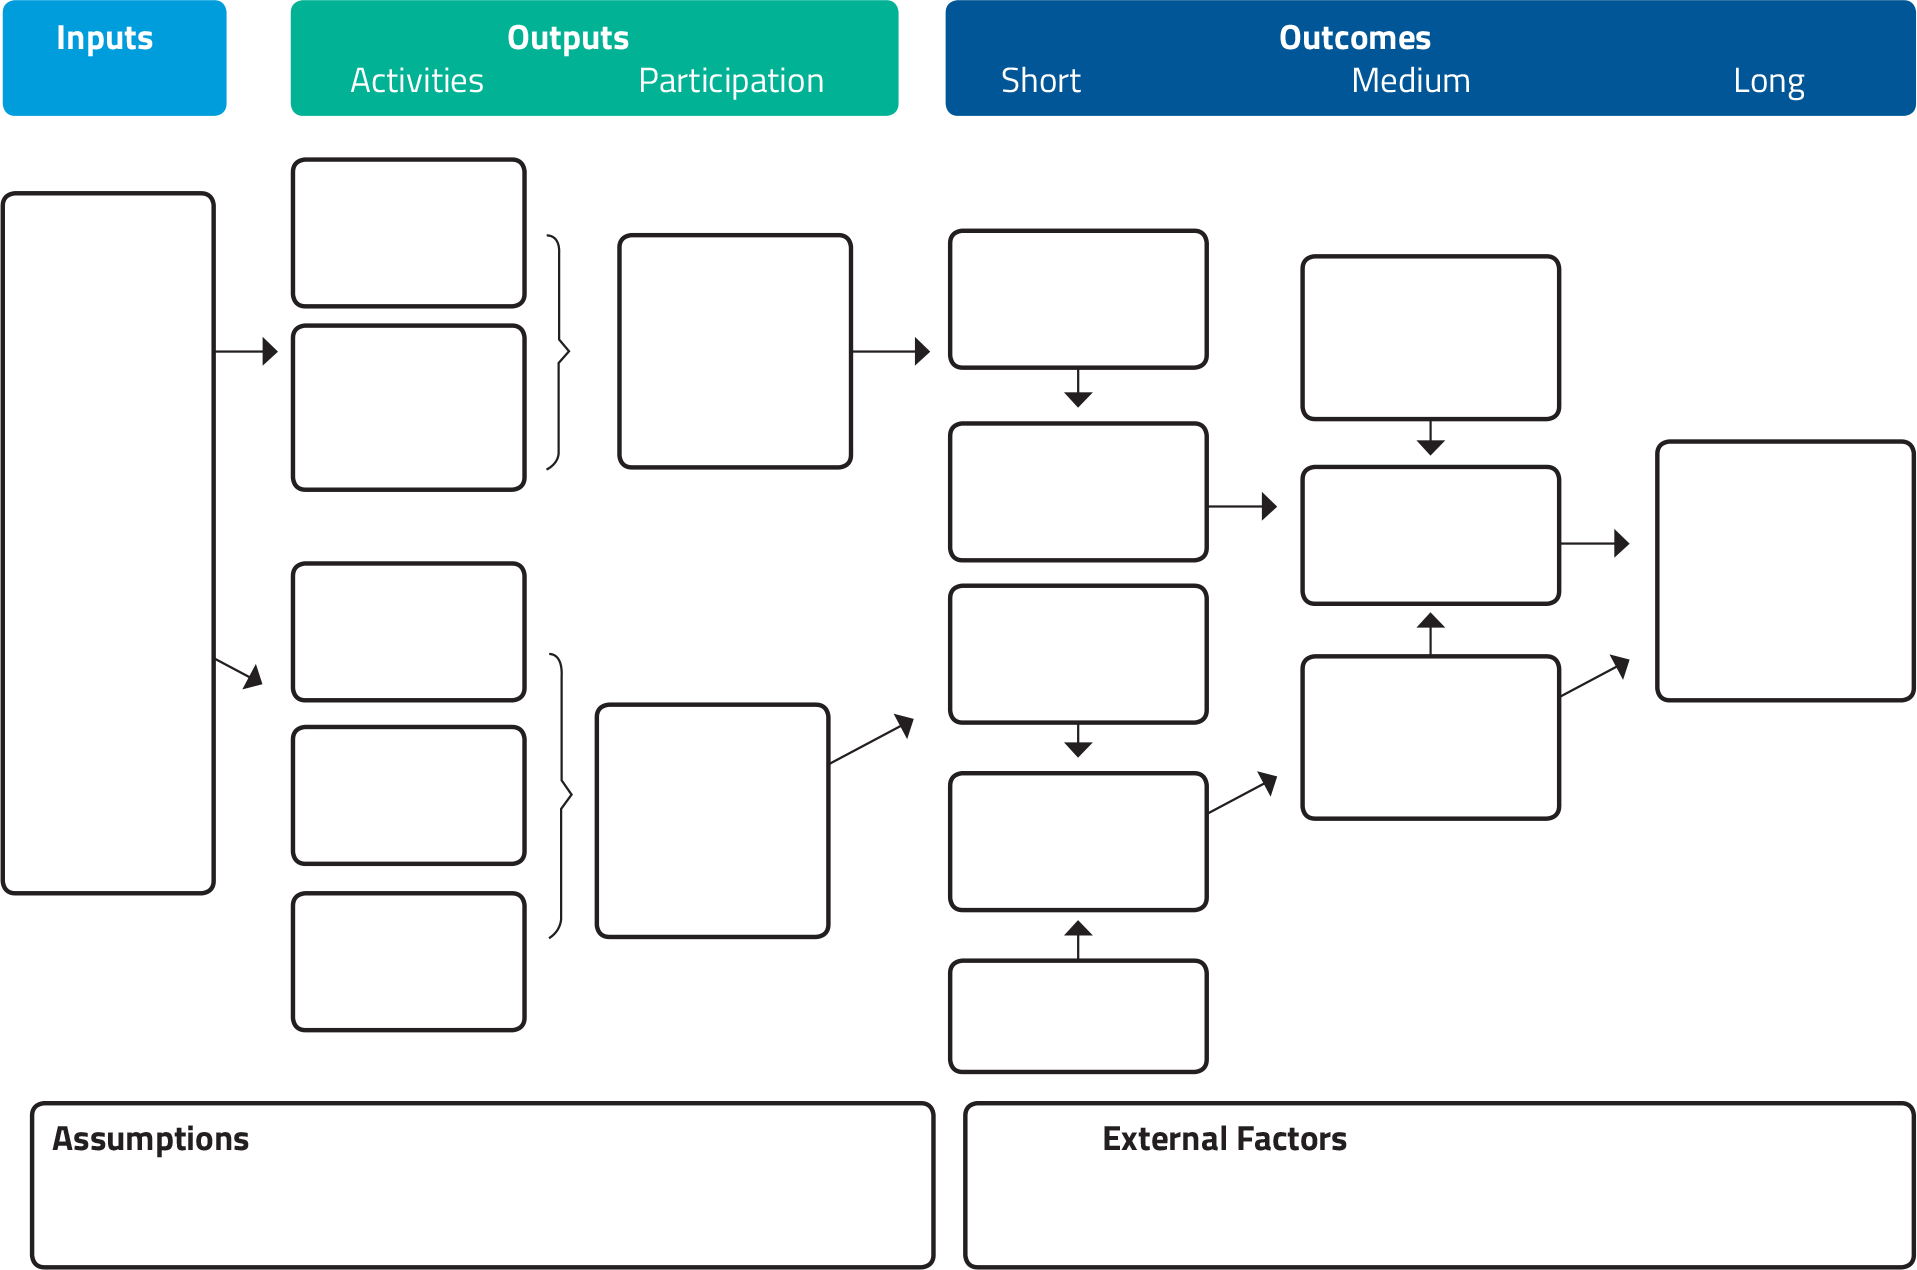 Inputs
Outputs
Activities Participation
Outcomes
Short Medium Long
Assumptions
External Factors